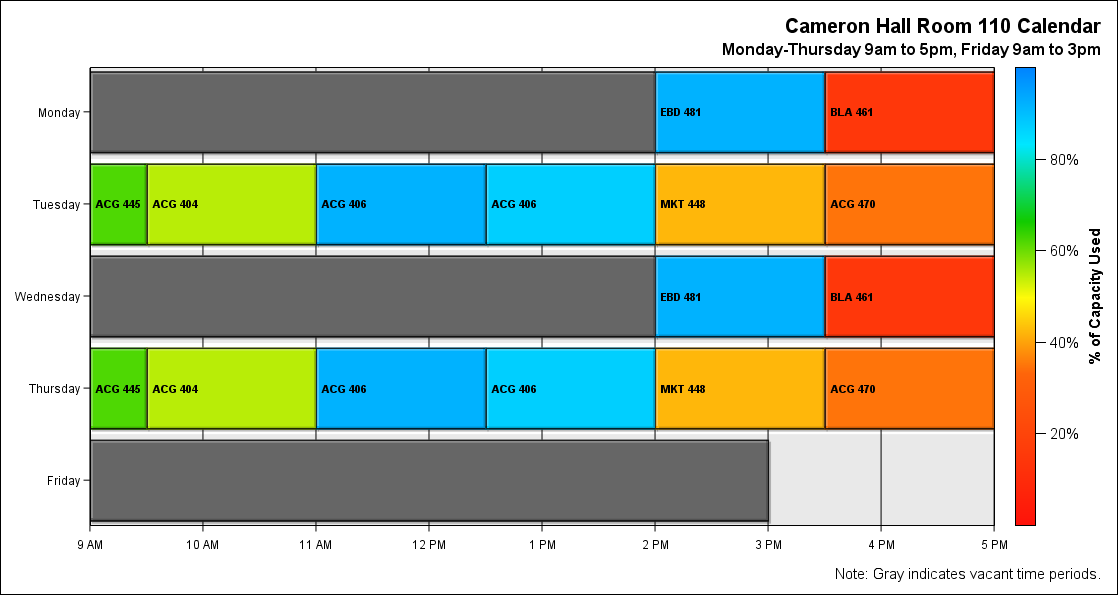 Cameron Hall Room 110 Calendar
Monday-Thursday 9am to 5pm, Friday 9am to 3pm
Monday
EBD 481
BLA 461
Tuesday
ACG 445
ACG 404
ACG 406
ACG 406
MKT 448
ACG 470
Wednesday
EBD 481
BLA 461
Thursday
ACG 445
ACG 404
ACG 406
ACG 406
MKT 448
ACG 470
Friday
9 AM
10 AM
11 AM
12 PM
1 PM
2 PM
3 PM
4 PM
5 PM
80%
60%
40%
20%
% of Capacity Used
Note: Gray indicates vacant time periods.